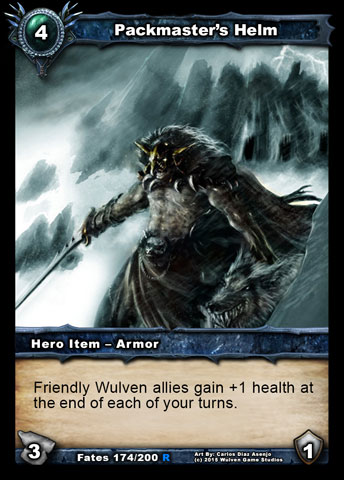 4
Packmaster's Helm
Hero Item – Armor
Friendly Wulven allies gain +1 health at
the end of each of your turns.
3
Fates 174/200 R
Art By: Carlos Diaz Asenjo
(c) 2015 Wulven Game Studios
1